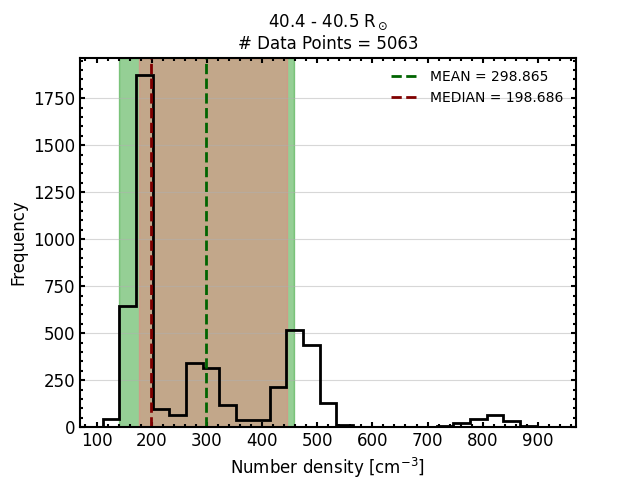 40.4 - 40.5 R⊙
# Data Points = 5063
MEAN = 298.865
MEDIAN = 198.686
Frequency
1750
1500
1250
1000
750
500
250
0
100 200 300 400 500 600 700 800 900
Number density [cm⁻³]